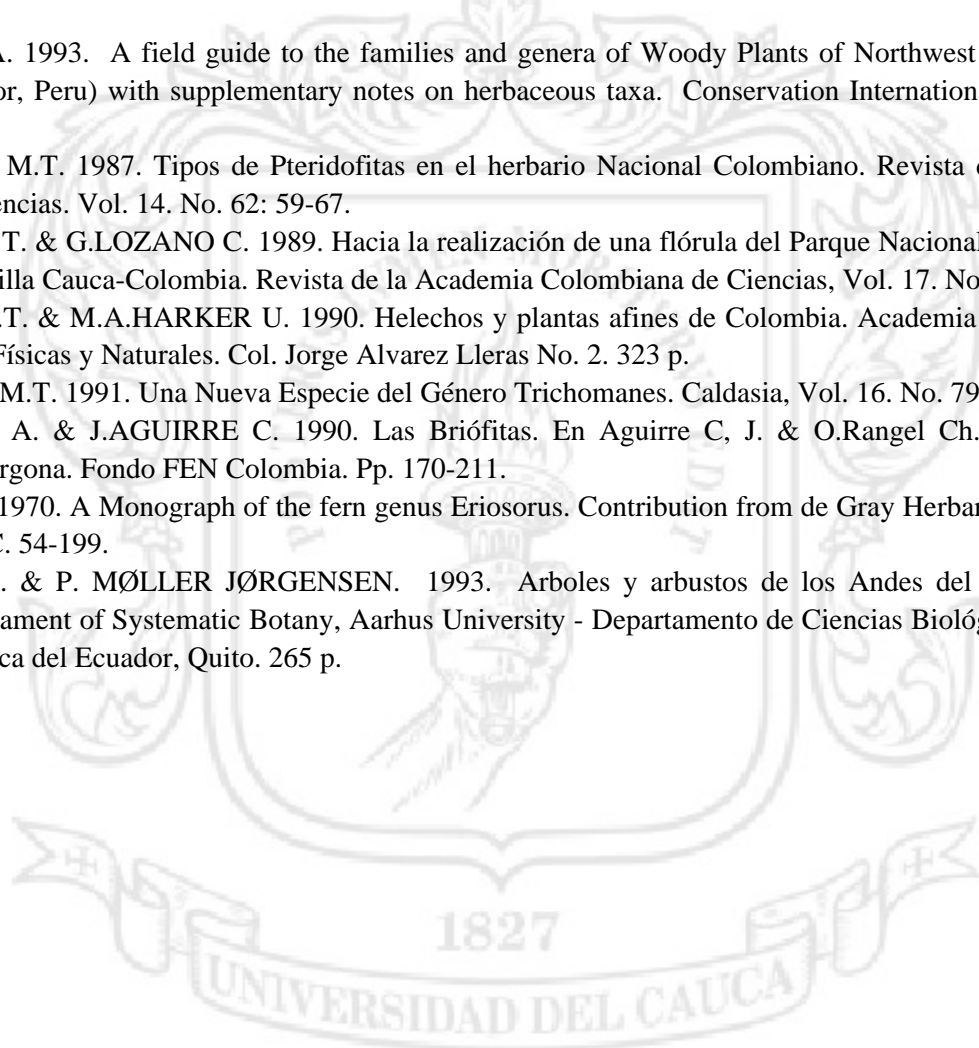 A. 1993. A field guide to the families and genera of Woody Plants of Northwest
or, Peru) with supplementary notes on herbaceous taxa. Conservation Internation
M.T. 1987. Tipos de Pteridofitas en el herbario Nacional Colombiano. Revista
encias. Vol. 14. No. 62: 59-67.
T. & G.LOZANO C. 1989. Hacia la realización de una flórula del Parque Nacional
illa Cauca-Colombia. Revista de la Academia Colombiana de Ciencias, Vol. 17. No
.T. & M.A.HARKER U. 1990. Helechos y plantas afines de Colombia. Academia
Físicas y Naturales. Col. Jorge Alvarez Lleras No. 2. 323 p.
M.T. 1991. Una Nueva Especie del Género Trichomanes. Caldasia, Vol. 16. No. 79
A. & J.AGUIRRE C. 1990. Las Briófitas. En Aguirre C, J. & O.Rangel Ch.
rgona. Fondo FEN Colombia. Pp. 170-211.
1970. A Monograph of the fern genus Eriosorus. Contribution from de Gray Herbar
C. 54-199.
. & P. MØLLER JØRGENSEN. 1993. Arboles y arbustos de los Andes del
ament of Systematic Botany, Aarhus University - Departamento de Ciencias Bioló
ca del Ecuador, Quito. 265 p.
1827
UNIVERSIDAD DEL CAUCA